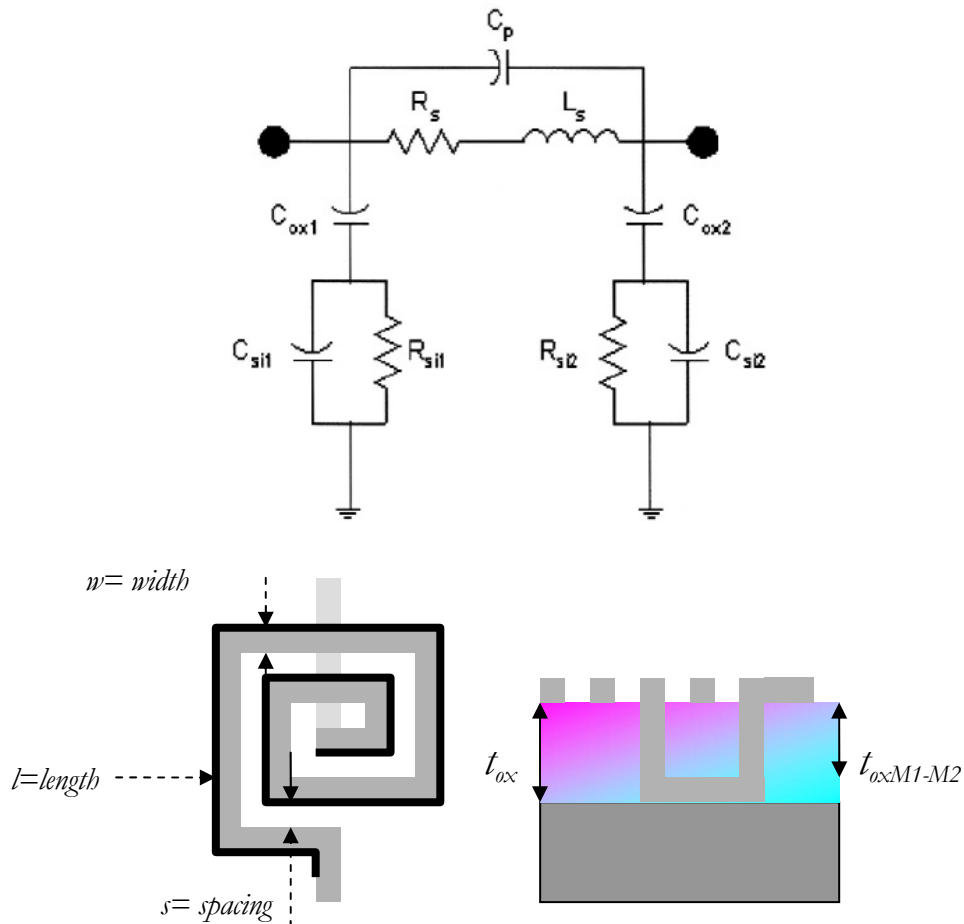 Cp
Rs
Ls
Cox1
Cox2
Csi1
Rsi1
Rsi2
Csi2
w= width
l=length
s= spacing
tox
toxM1-M2